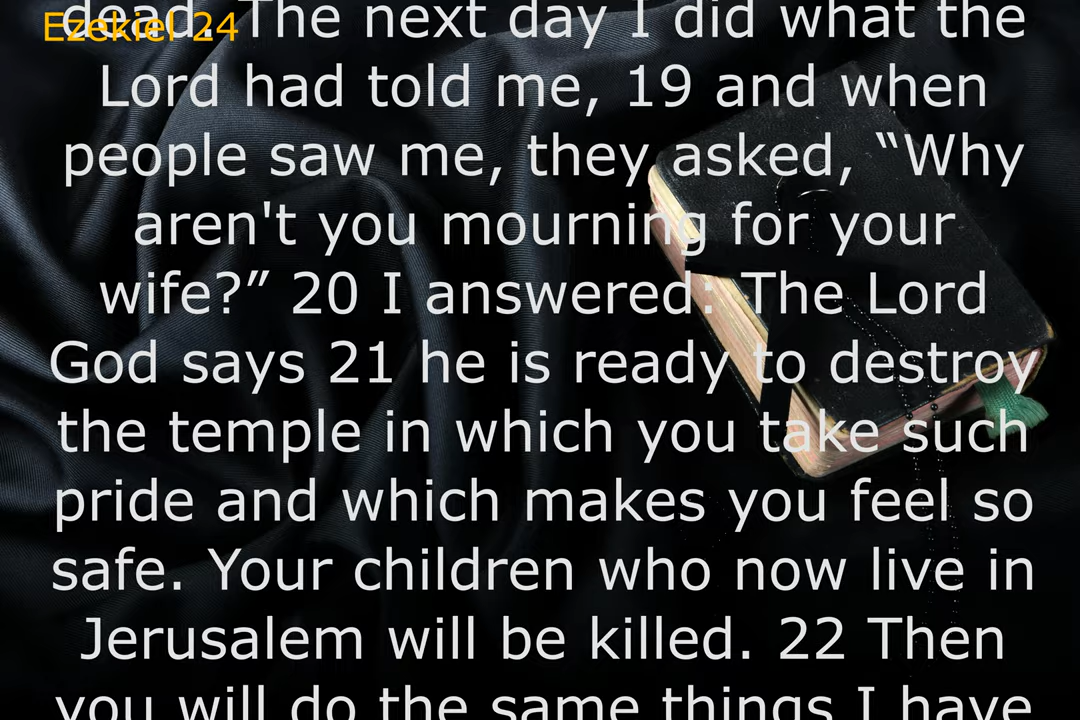 Ezekiel 24
dead. The next day I did what the
Lord had told me, 19 and when
people saw me, they asked, “Why
aren't you mourning for your
wife?” 20 I answered: The Lord
God says 21 he is ready to destroy
the temple in which you take such
pride and which makes you feel so
safe. Your children who now live in
Jerusalem will be killed. 22 Then
you will do the same things I have